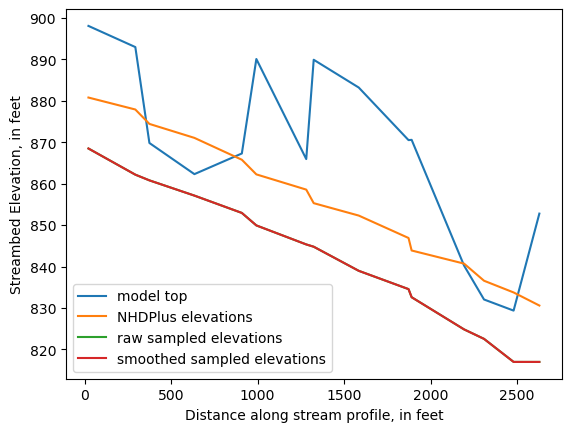 900
890
880
870
860
850
840
830
820
Streambed Elevation, in feet
model top
NHDPlus elevations
raw sampled elevations
smoothed sampled elevations
0
500
1000
1500
2000
2500
Distance along stream profile, in feet